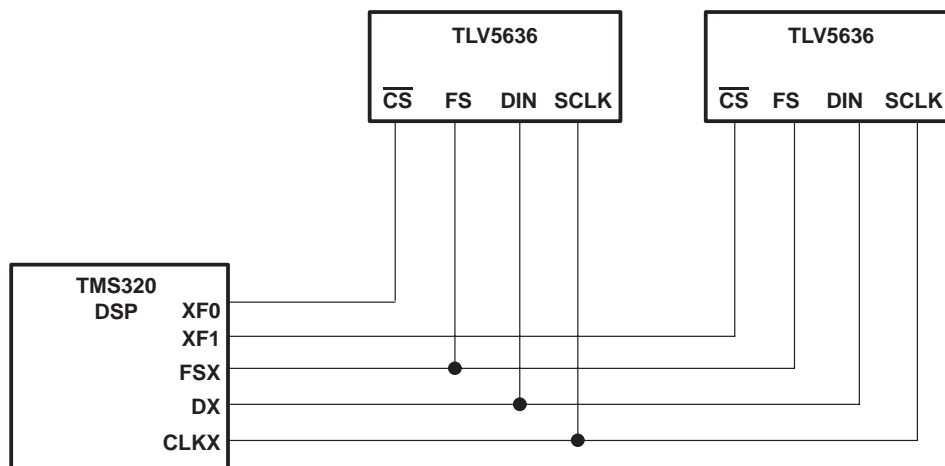 TLV5636
CS FS DIN SCLK
TLV5636
CS FS DIN SCLK
TMS320
DSP
XF0
XF1
FSX
DX
CLKX